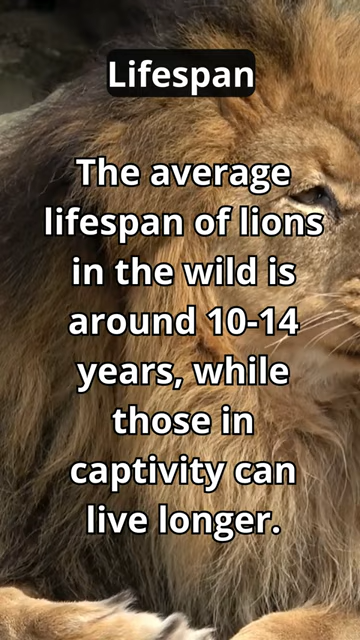 Lifespan
The average
lifespan of lions
in the wild is
around 10-14
years, while
those in
captivity can
live longer.